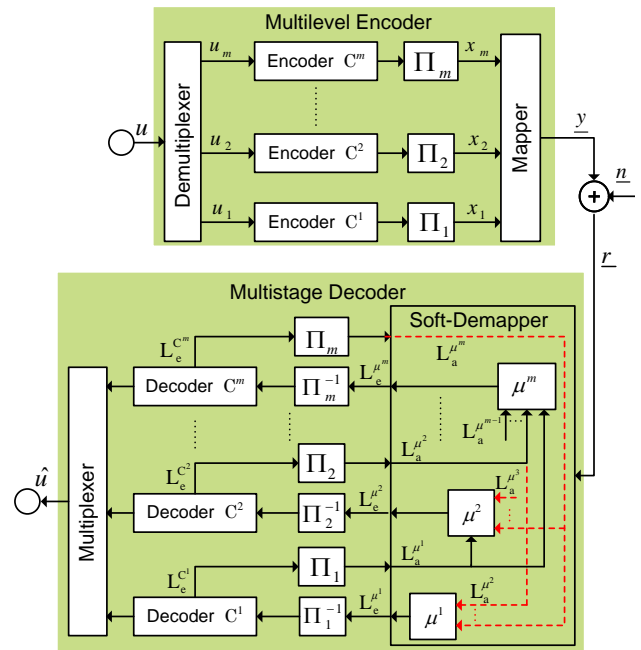 Multilevel Encoder
u
Demultiplexer
u_m
Encoder C^m
Π_m
x_m
u_2
Encoder C^2
Π_2
x_2
u_1
Encoder C^1
Π_1
x_1
Mapper
y
n
+
r
Multistage Decoder
Soft-Demapper
L_e^{C^m}
Π_m
L_a^{μ^m}
Decoder C^m
Π_m^{-1}
L_e^{μ^m}
μ^m
L_a^{μ^{m-1}}
L_e^{C^2}
Π_2
L_a^{μ^2}
L_a^{μ^3}
û
Multiplexer
Decoder C^2
Π_2^{-1}
L_e^{μ^2}
μ^2
L_e^{C^1}
Π_1
L_a^{μ^1}
L_a^{μ^2}
Decoder C^1
Π_1^{-1}
L_e^{μ^1}
μ^1